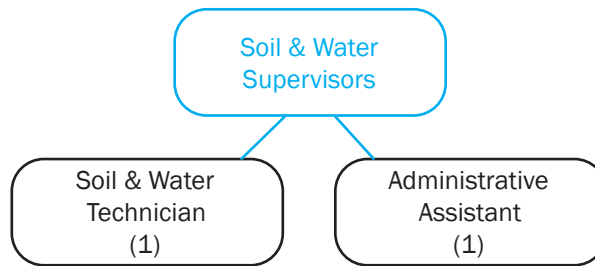 Soil & Water
Supervisors
Soil & Water
Technician
(1)
Administrative
Assistant
(1)